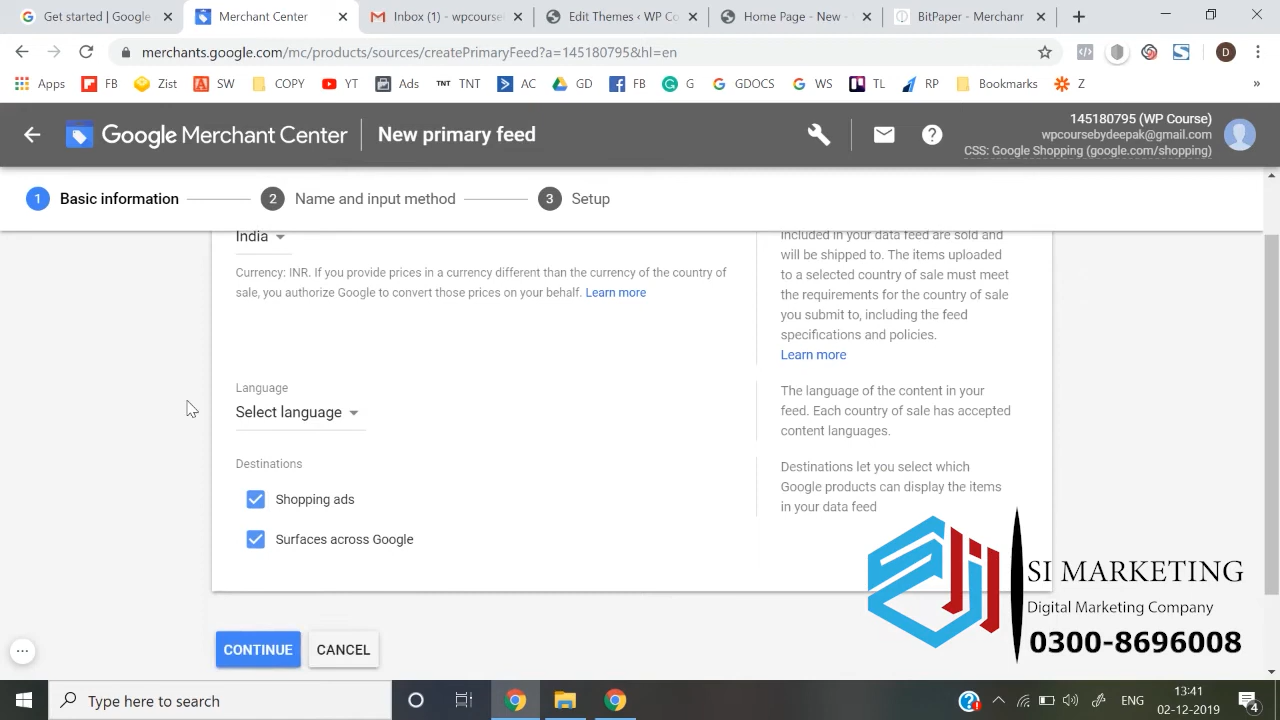 Get started | Google
Merchant Center
Inbox (1) - wpcourse
Edit Themes ‹ WP Co
Home Page - New -
BitPaper - Merchan
merchants.google.com/mc/products/sources/createPrimaryFeed?a=145180795&hl=en
D
Apps
FB
Zist
SW
COPY
YT
Ads
TNT TNT
AC
GD
FB
G
GDOCS
WS
TL
RP
Bookmarks
Z
»
Google Merchant Center
New primary feed
145180795 (WP Course)
wpcoursebydeepak@gmail.com
CSS: Google Shopping (google.com/shopping)
1 Basic information
2 Name and input method
3 Setup
India
Currency: INR. If you provide prices in a currency different than the currency of the country of
sale, you authorize Google to convert those prices on your behalf. Learn more
included in your data feed are sold and
will be shipped to. The items uploaded
to a selected country of sale must meet
the requirements for the country of sale
you submit to, including the feed
specifications and policies.
Learn more
Language
Select language
The language of the content in your
feed. Each country of sale has accepted
content languages.
Destinations
Shopping ads
Surfaces across Google
Destinations let you select which
Google products can display the items
in your data feed
SI MARKETING
Digital Marketing Company
0300-8696008
CONTINUE
CANCEL
Type here to search
ENG
13:41
02-12-2019
4